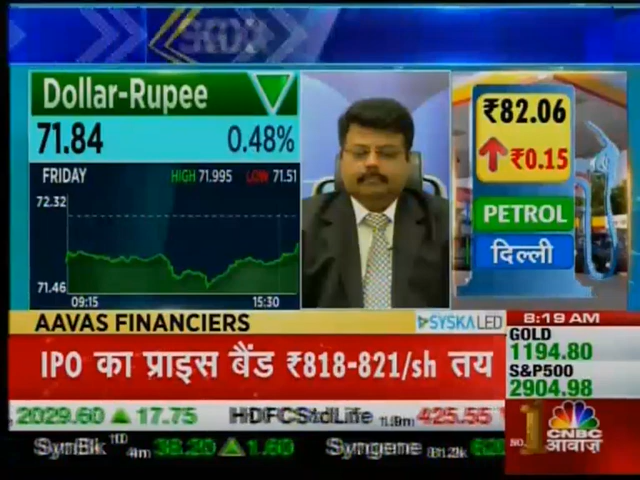 Dollar-Rupee
71.84 0.48%
FRIDAY HIGH 71.995 LOW 71.51
72.32
71.46
09:15 15:30
₹82.06
₹0.15
PETROL
दिल्ली
AAVAS FINANCIERS
SYSKA LED
IPO का प्राइस बैंड ₹818-821/sh तय
8:19 AM
GOLD
1194.80
S&P500
2904.98
2029.60 17.75 HDFCStdLife 425.55
38.20 1.60 Syngene
NO. 1 CNBC
आवाज़